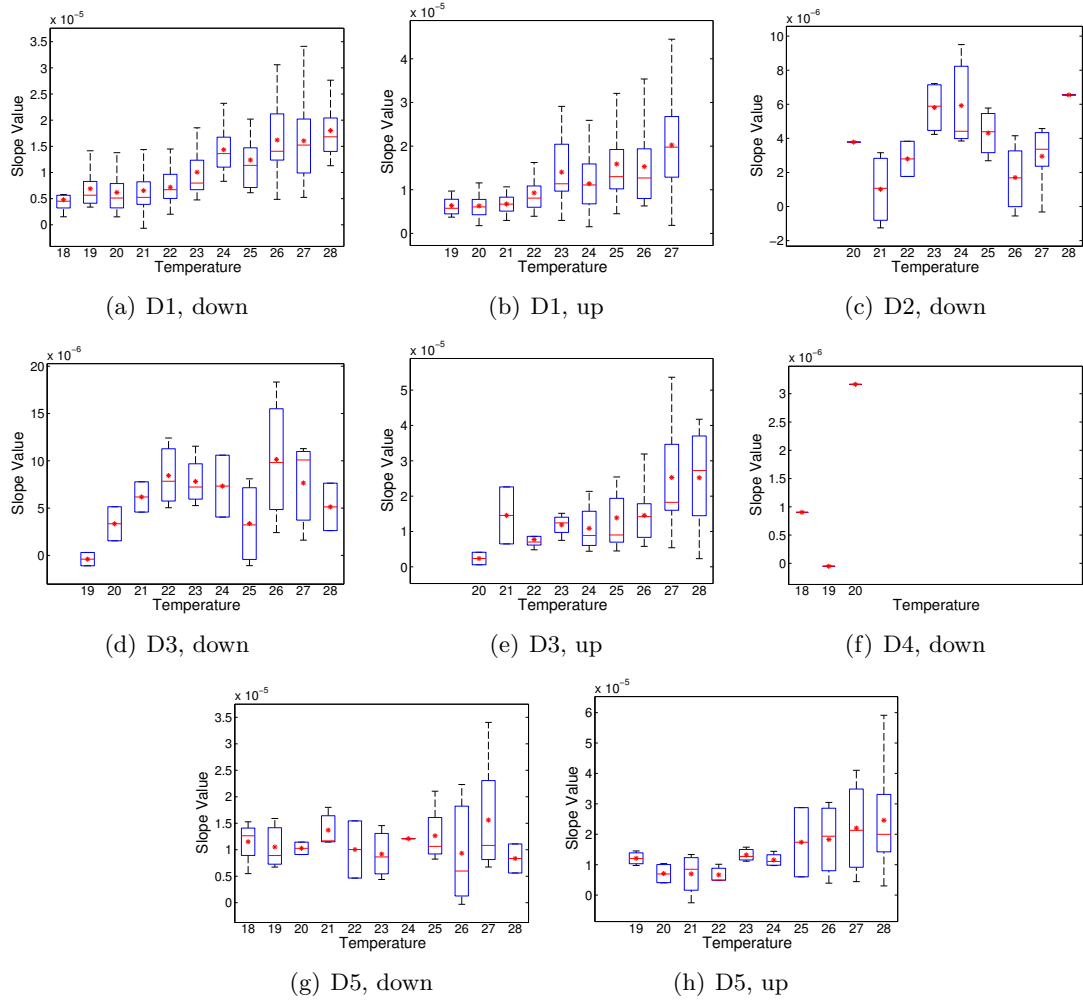 x 10⁻⁵
3.5
3
2.5
2
1.5
1
0.5
0
Slope Value
18 19 20 21 22 23 24 25 26 27 28
Temperature
(a) D1, down
x 10⁻⁵
4
3
2
1
0
Slope Value
19 20 21 22 23 24 25 26 27
Temperature
(b) D1, up
x 10⁻⁶
10
8
6
4
2
0
−2
Slope Value
20 21 22 23 24 25 26 27 28
Temperature
(c) D2, down
x 10⁻⁶
20
15
10
5
0
Slope Value
19 20 21 22 23 24 25 26 27 28
Temperature
(d) D3, down
x 10⁻⁵
5
4
3
2
1
0
Slope Value
20 21 22 23 24 25 26 27 28
Temperature
(e) D3, up
x 10⁻⁶
3
2
1
0
Slope Value
18 19 20
Temperature
(f) D4, down
x 10⁻⁵
3.5
3
2.5
2
1.5
1
0.5
0
Slope Value
18 19 20 21 22 23 24 25 26 27 28
Temperature
(g) D5, down
x 10⁻⁵
6
5
4
3
2
1
0
Slope Value
19 20 21 22 23 24 25 26 27 28
Temperature
(h) D5, up